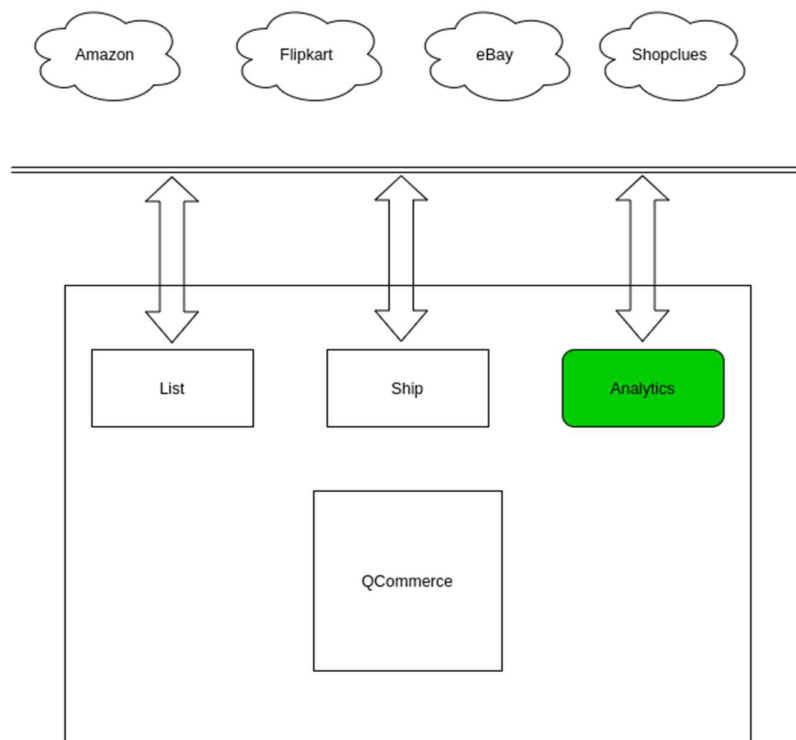 Amazon
Flipkart
eBay
Shopclues
List
Ship
Analytics
QCommerce